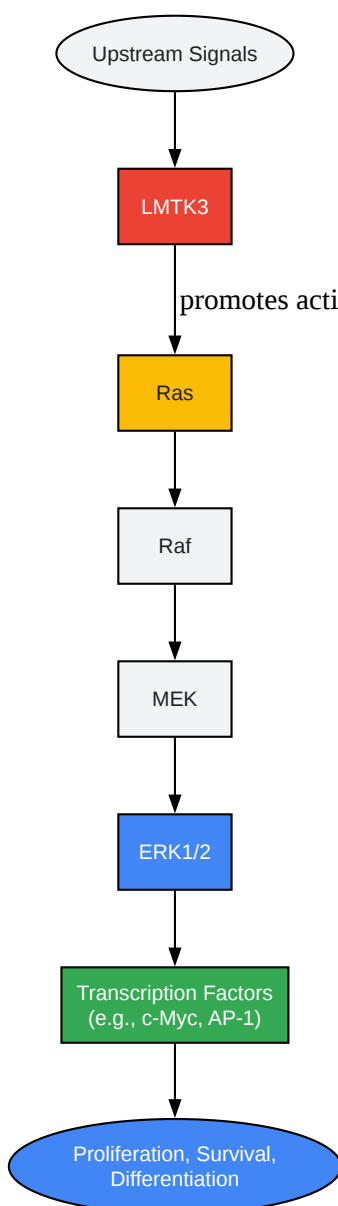 Upstream Signals
LMTK3
promotes acti
Ras
Raf
MEK
ERK1/2
Transcription Factors
(e.g., c-Myc, AP-1)
Proliferation, Survival,
Differentiation